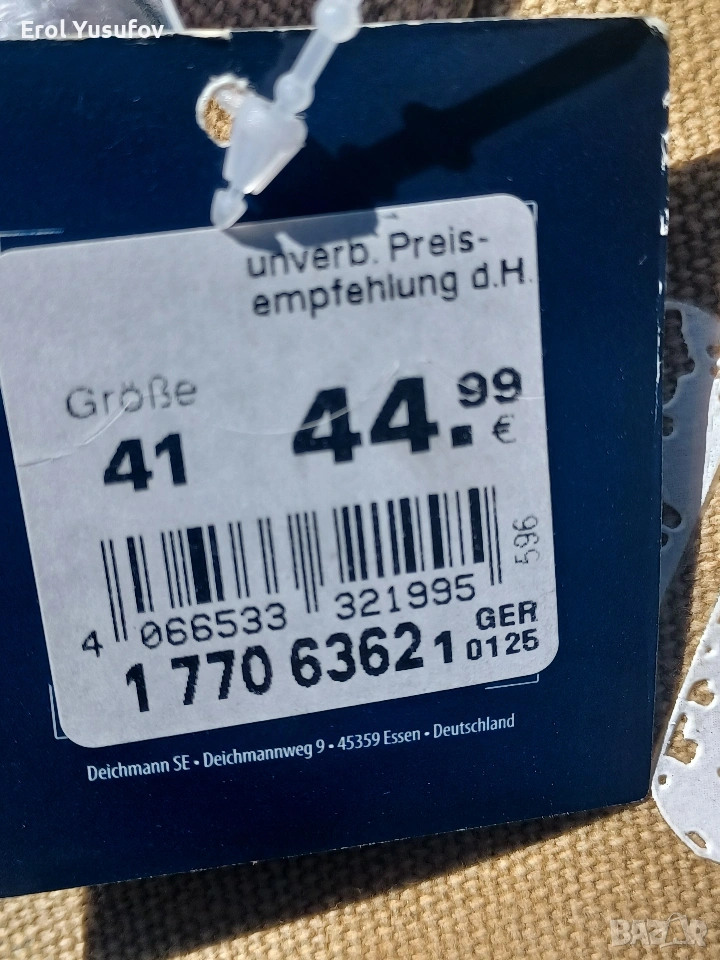 Erol Yusufov
unverb. Preis-
empfehlung d.H.
Größe
41
44.99
€
596
4 066533 321995
1 770 63621
GER
0125
Deichmann SE • Deichmannweg 9 • 45359 Essen • Deutschland
BAZAR